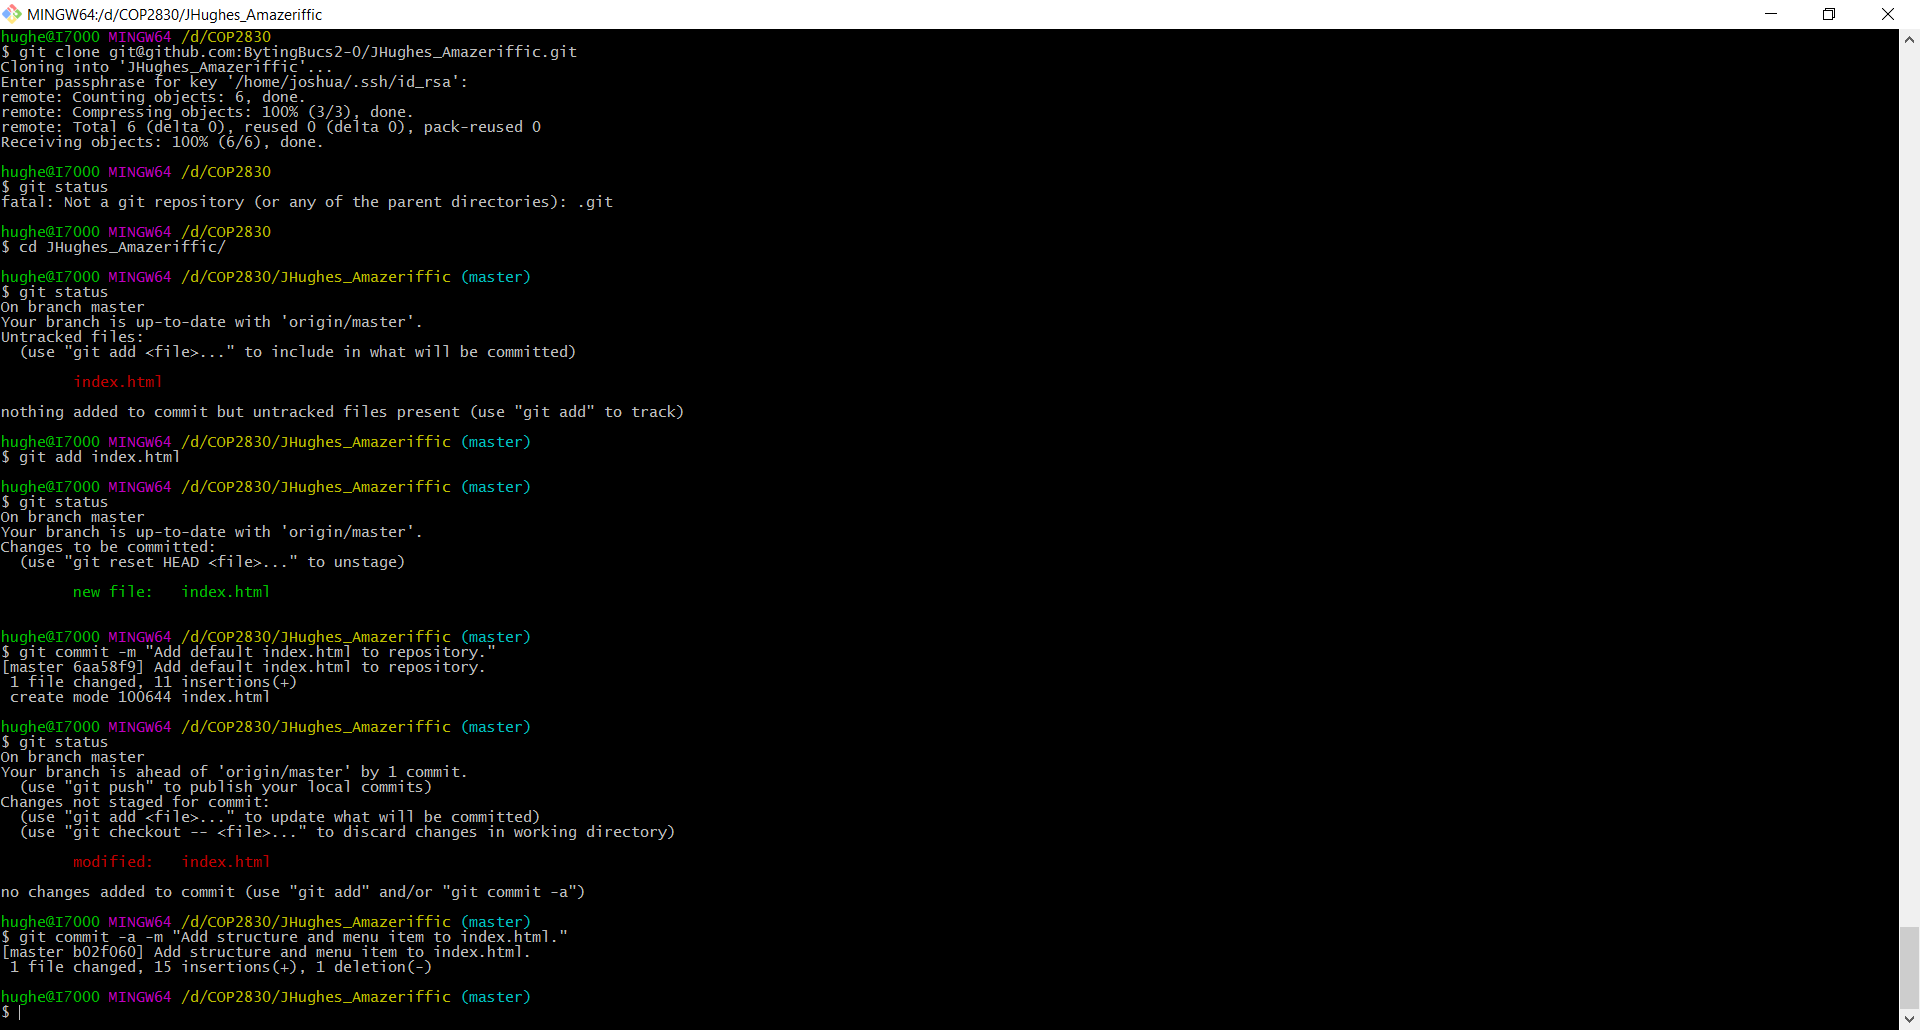 MINGW64:/d/COP2830/JHughes_Amazeriffic
hughe@I7000 MINGW64 /d/COP2830
$ git clone git@github.com:BytingBucs2-0/JHughes_Amazeriffic.git
Cloning into 'JHughes_Amazeriffic'...
Enter passphrase for key '/home/joshua/.ssh/id_rsa':
remote: Counting objects: 6, done.
remote: Compressing objects: 100% (3/3), done.
remote: Total 6 (delta 0), reused 0 (delta 0), pack-reused 0
Receiving objects: 100% (6/6), done.
hughe@I7000 MINGW64 /d/COP2830
$ git status
fatal: Not a git repository (or any of the parent directories): .git
hughe@I7000 MINGW64 /d/COP2830
$ cd JHughes_Amazeriffic/
hughe@I7000 MINGW64 /d/COP2830/JHughes_Amazeriffic (master)
$ git status
On branch master
Your branch is up-to-date with 'origin/master'.
Untracked files:
  (use "git add <file>..." to include in what will be committed)
        index.html
nothing added to commit but untracked files present (use "git add" to track)
hughe@I7000 MINGW64 /d/COP2830/JHughes_Amazeriffic (master)
$ git add index.html
hughe@I7000 MINGW64 /d/COP2830/JHughes_Amazeriffic (master)
$ git status
On branch master
Your branch is up-to-date with 'origin/master'.
Changes to be committed:
  (use "git reset HEAD <file>..." to unstage)
        new file:   index.html
hughe@I7000 MINGW64 /d/COP2830/JHughes_Amazeriffic (master)
$ git commit -m "Add default index.html to repository."
[master 6aa58f9] Add default index.html to repository.
 1 file changed, 11 insertions(+)
 create mode 100644 index.html
hughe@I7000 MINGW64 /d/COP2830/JHughes_Amazeriffic (master)
$ git status
On branch master
Your branch is ahead of 'origin/master' by 1 commit.
  (use "git push" to publish your local commits)
Changes not staged for commit:
  (use "git add <file>..." to update what will be committed)
  (use "git checkout -- <file>..." to discard changes in working directory)
        modified:   index.html
no changes added to commit (use "git add" and/or "git commit -a")
hughe@I7000 MINGW64 /d/COP2830/JHughes_Amazeriffic (master)
$ git commit -a -m "Add structure and menu item to index.html."
[master b02f060] Add structure and menu item to index.html.
 1 file changed, 15 insertions(+), 1 deletion(-)
hughe@I7000 MINGW64 /d/COP2830/JHughes_Amazeriffic (master)
$